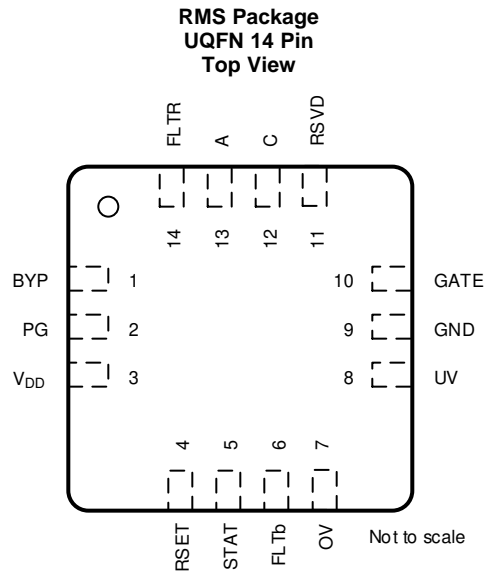 RMS Package
UQFN 14 Pin
Top View
FLTR
A
C
RSVD
14
13
12
11
BYP 1
10 GATE
PG 2
9 GND
VDD 3
8 UV
4
5
6
7
RSET
STAT
FLTb
OV
Not to scale